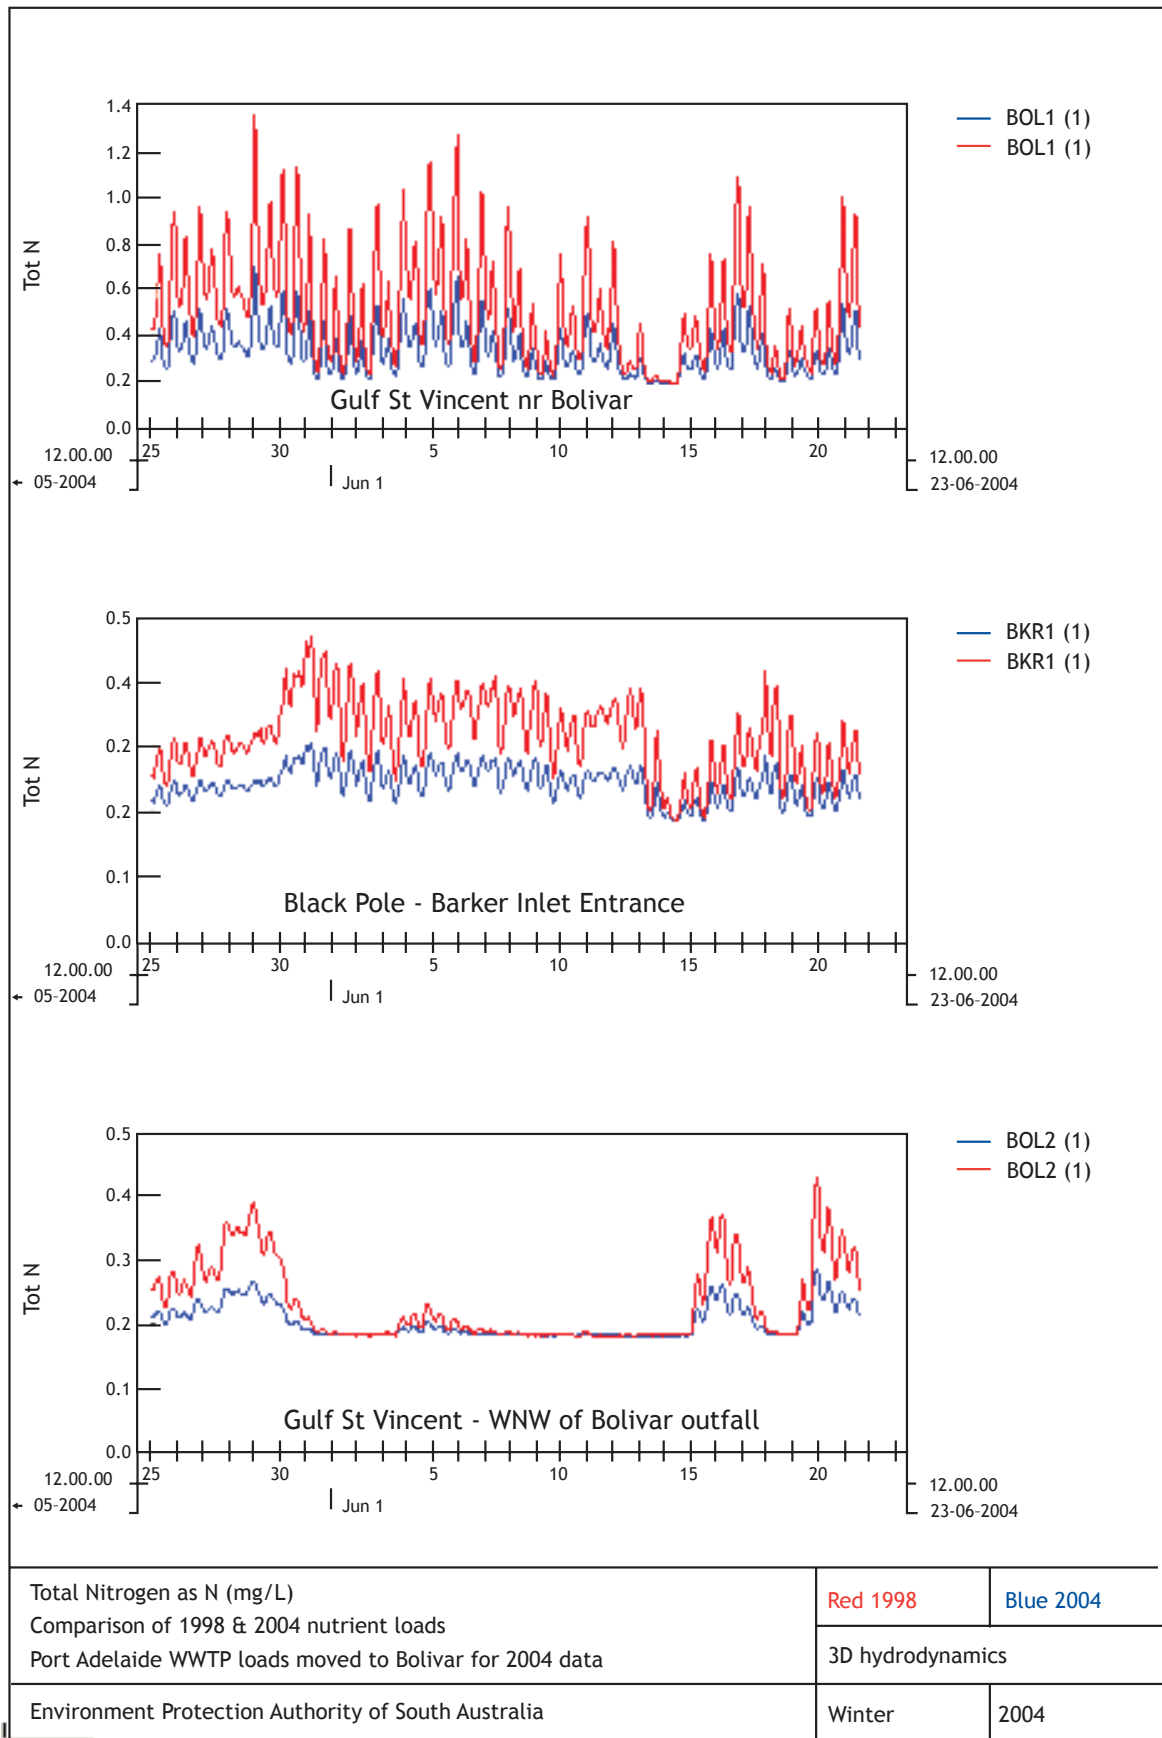 1.4
BOL1 (1)
BOL1 (1)
1.2
1.0
0.8
Tot N
0.6
0.4
0.2
Gulf St Vincent nr Bolivar
0.0
12.00.00 25 30 5 10 15 20 12.00.00
05-2004 Jun 1 23-06-2004
0.5
BKR1 (1)
BKR1 (1)
0.4
0.2
Tot N
0.2
0.1
Black Pole - Barker Inlet Entrance
0.0
12.00.00 25 30 5 10 15 20 12.00.00
05-2004 Jun 1 23-06-2004
0.5
BOL2 (1)
BOL2 (1)
0.4
0.3
Tot N
0.2
0.1
Gulf St Vincent - WNW of Bolivar outfall
0.0
12.00.00 25 30 5 10 15 20 12.00.00
05-2004 Jun 1 23-06-2004
Total Nitrogen as N (mg/L)
Comparison of 1998 & 2004 nutrient loads
Port Adelaide WWTP loads moved to Bolivar for 2004 data
Red 1998 Blue 2004
3D hydrodynamics
Environment Protection Authority of South Australia
Winter 2004